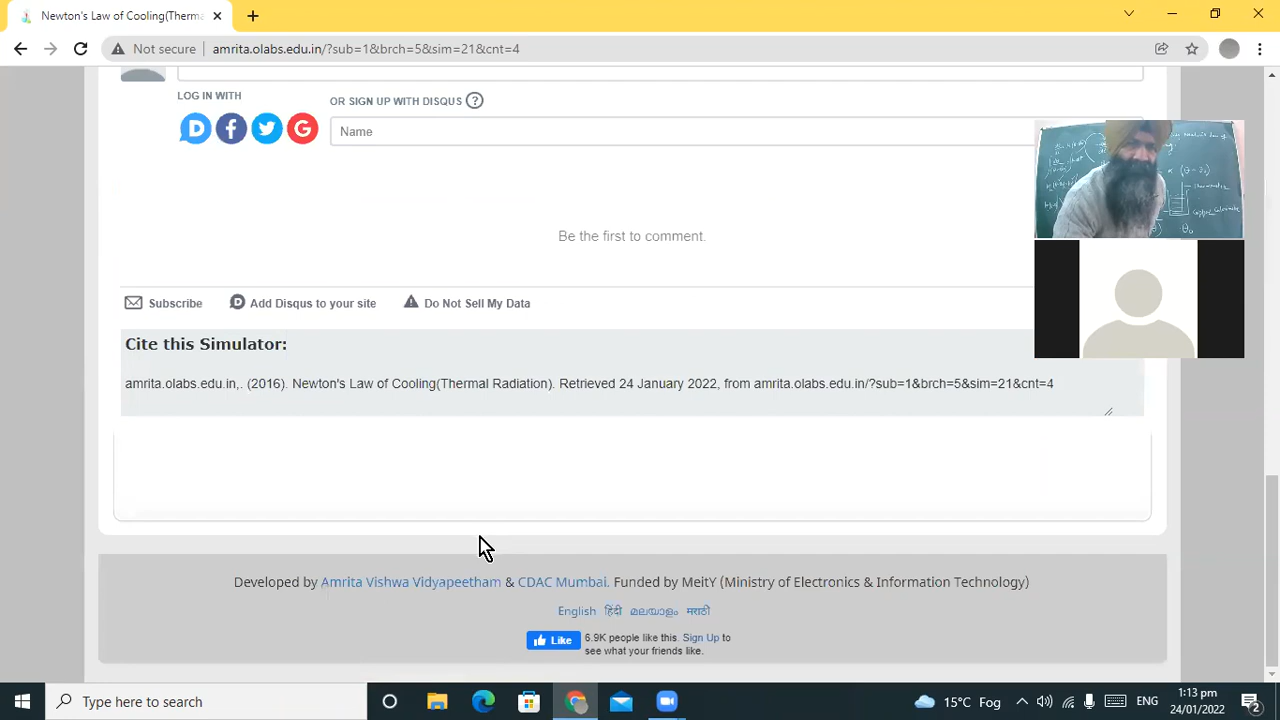 Newton's Law of Cooling(Therma
Not secure
amrita.olabs.edu.in/?sub=1&brch=5&sim=21&cnt=4
LOG IN WITH
OR SIGN UP WITH DISQUS ?
D
Name
Be the first to comment.
Subscribe
Add Disqus to your site
Do Not Sell My Data
Cite this Simulator:
amrita.olabs.edu.in,. (2016). Newton's Law of Cooling(Thermal Radiation). Retrieved 24 January 2022, from amrita.olabs.edu.in/?sub=1&brch=5&sim=21&cnt=4
Developed by Amrita Vishwa Vidyapeetham & CDAC Mumbai. Funded by MeitY (Ministry of Electronics & Information Technology)
English हिंदी മലയാളം मराठी
Like
6.9K people like this. Sign Up to
see what your friends like.
Type here to search
15°C Fog
ENG
1:13 pm
24/01/2022
2